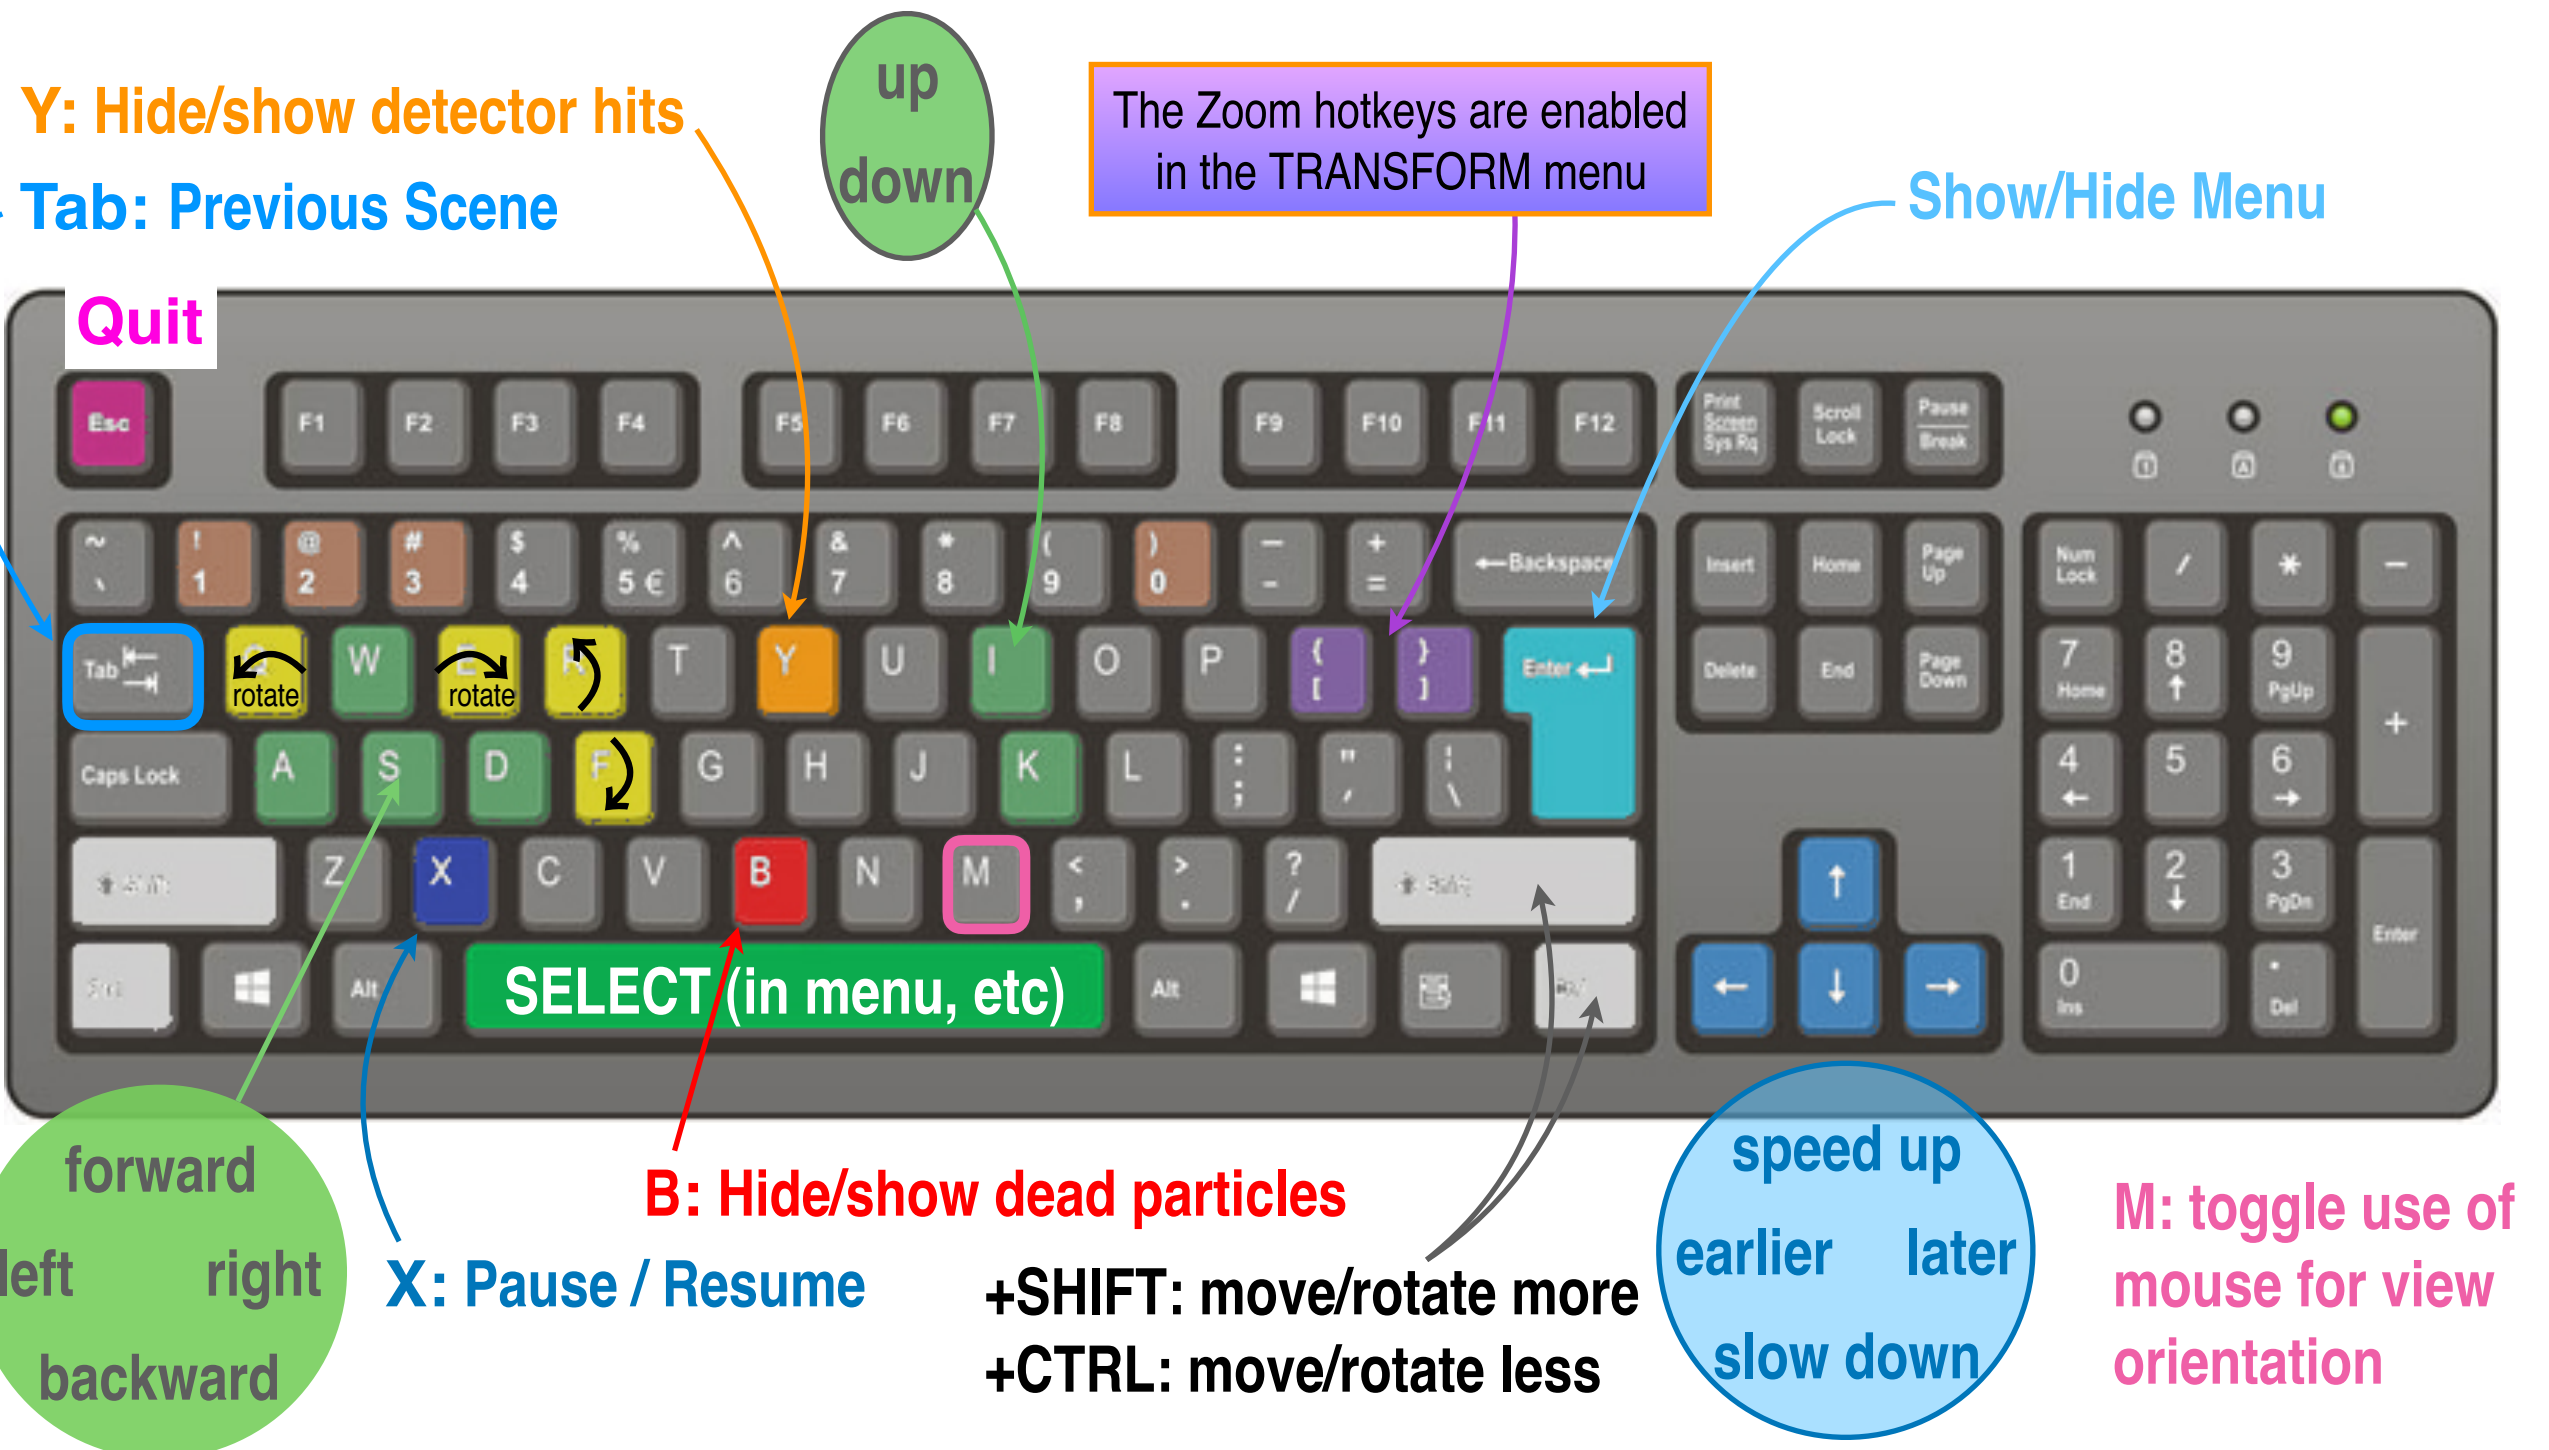 up
Y: Hide/show detector hits
down
The Zoom hotkeys are enabled
in the TRANSFORM menu
Tab: Previous Scene
Show/Hide Menu
Quit
Esc F1 F2 F3 F4 F5 F6 F7 F8 F9 F10 F11 F12 Print Screen Sys Rq Scroll Lock Pause Break
~ ` ! 1 @ 2 # 3 $ 4 % 5 € ^ 6 & 7 * 8 ( 9 ) 0 — - + = ←Backspace Insert Home Page Up Num Lock / * −
Tab rotate W rotate R T Y U I O P { [ } ] Enter Delete End Page Down 7 Home 8 ↑ 9 PgUp +
Caps Lock A S D F G H J K L : ; " ' ¦ \ 4 ← 5 6 →
Z X C V B N M < , > . ? / ↑ 1 End 2 ↓ 3 PgDn Enter
Alt SELECT (in menu, etc) Alt ← ↓ → 0 Ins . Del
forward
left right
backward
X: Pause / Resume
B: Hide/show dead particles
+SHIFT: move/rotate more
+CTRL: move/rotate less
speed up
earlier later
slow down
M: toggle use of
mouse for view
orientation